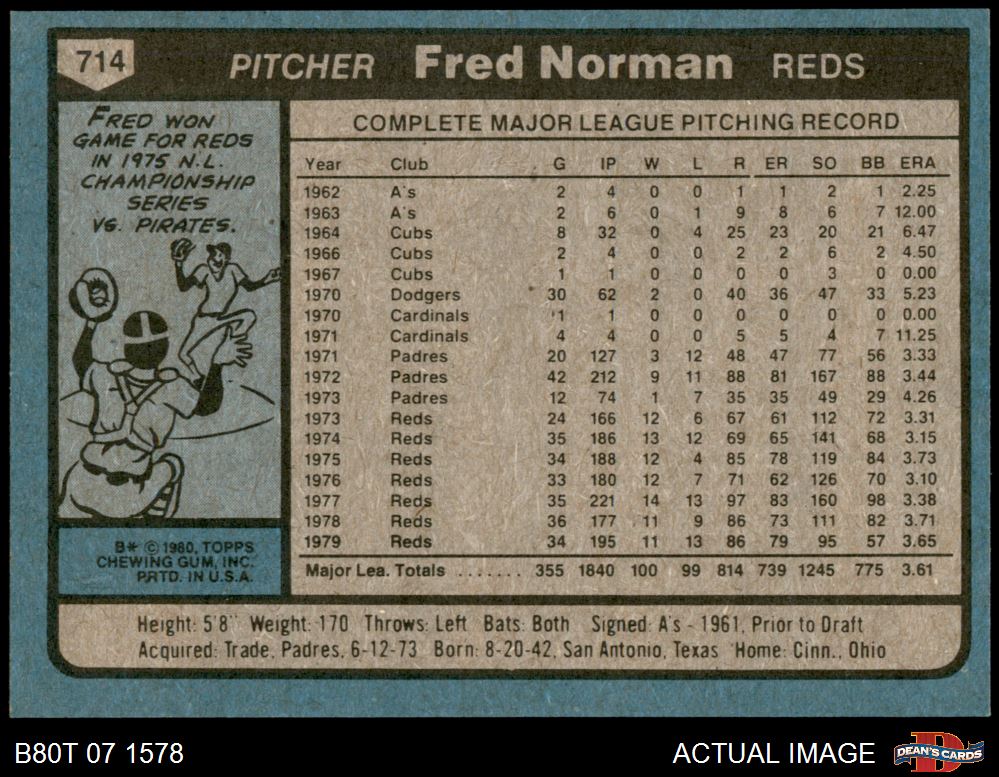 714 PITCHER Fred Norman REDS
FRED WON
GAME FOR REDS
IN 1975 N.L.
CHAMPIONSHIP
SERIES
VS. PIRATES.
B* © 1980, TOPPS
CHEWING GUM, INC.
PRTD. IN U.S.A.
COMPLETE MAJOR LEAGUE PITCHING RECORD
Year Club G IP W L R ER SO BB ERA
1962 A's 2 4 0 0 1 1 2 1 2.25
1963 A's 2 6 0 1 9 8 6 7 12.00
1964 Cubs 8 32 0 4 25 23 20 21 6.47
1966 Cubs 2 4 0 0 2 2 6 2 4.50
1967 Cubs 1 1 0 0 0 0 3 0 0.00
1970 Dodgers 30 62 2 0 40 36 47 33 5.23
1970 Cardinals 1 1 0 0 0 0 0 0 0.00
1971 Cardinals 4 4 0 0 5 5 4 7 11.25
1971 Padres 20 127 3 12 48 47 77 56 3.33
1972 Padres 42 212 9 11 88 81 167 88 3.44
1973 Padres 12 74 1 7 35 35 49 29 4.26
1973 Reds 24 166 12 6 67 61 112 72 3.31
1974 Reds 35 186 13 12 69 65 141 68 3.15
1975 Reds 34 188 12 4 85 78 119 84 3.73
1976 Reds 33 180 12 7 71 62 126 70 3.10
1977 Reds 35 221 14 13 97 83 160 98 3.38
1978 Reds 36 177 11 9 86 73 111 82 3.71
1979 Reds 34 195 11 13 86 79 95 57 3.65
Major Lea. Totals ....... 355 1840 100 99 814 739 1245 775 3.61
Height: 5'8" Weight: 170 Throws: Left Bats: Both Signed: A's - 1961, Prior to Draft
Acquired: Trade, Padres, 6-12-73 Born: 8-20-42, San Antonio, Texas Home: Cinn., Ohio
B80T 07 1578 ACTUAL IMAGE D DEAN'S CARDS